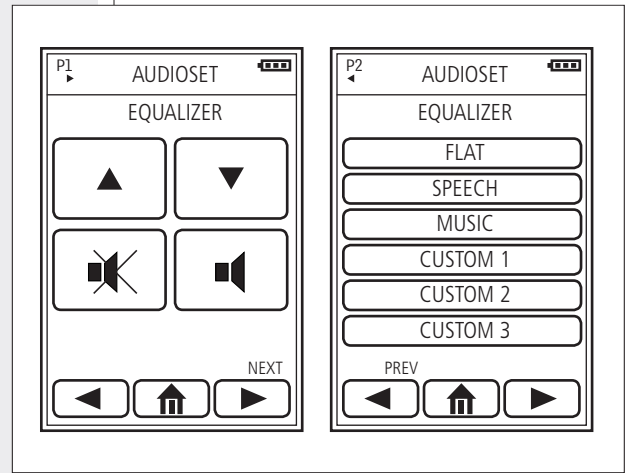 P1
AUDIOSET
EQUALIZER
NEXT
P2
AUDIOSET
EQUALIZER
FLAT
SPEECH
MUSIC
CUSTOM 1
CUSTOM 2
CUSTOM 3
PREV